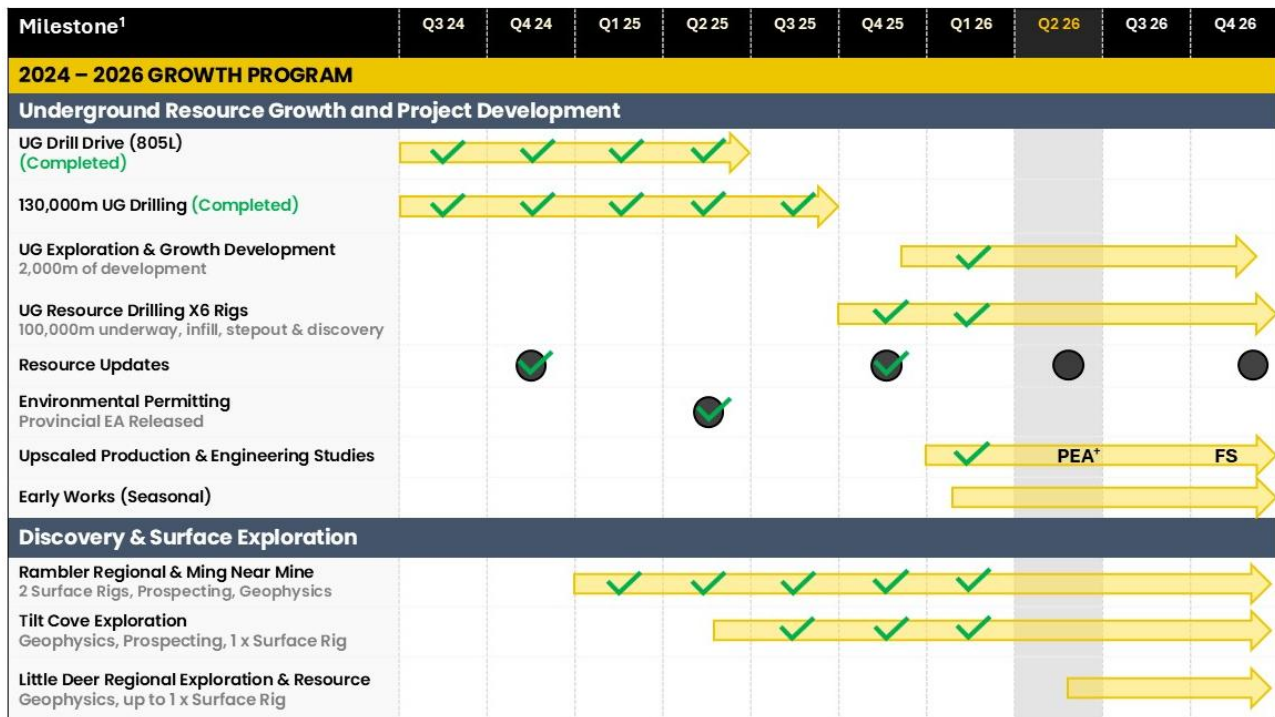 Milestone¹ Q3 24 Q4 24 Q1 25 Q2 25 Q3 25 Q4 25 Q1 26 Q2 26 Q3 26 Q4 26
2024 – 2026 GROWTH PROGRAM
Underground Resource Growth and Project Development
UG Drill Drive (805L)
(Completed)
130,000m UG Drilling (Completed)
UG Exploration & Growth Development
2,000m of development
UG Resource Drilling X6 Rigs
100,000m underway, infill, stepout & discovery
Resource Updates
Environmental Permitting
Provincial EA Released
Upscaled Production & Engineering Studies PEA⁺ FS
Early Works (Seasonal)
Discovery & Surface Exploration
Rambler Regional & Ming Near Mine
2 Surface Rigs, Prospecting, Geophysics
Tilt Cove Exploration
Geophysics, Prospecting, 1 x Surface Rig
Little Deer Regional Exploration & Resource
Geophysics, up to 1 x Surface Rig